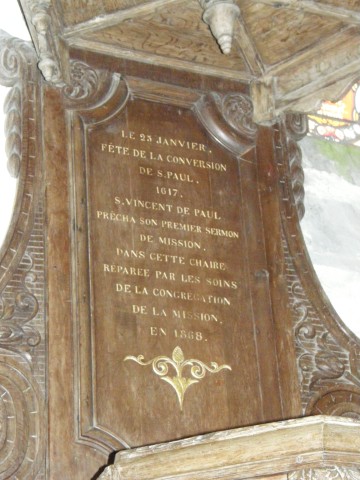 LE 25 JANVIER,
FÊTE DE LA CONVERSION
DE S. PAUL.
1617.
S. VINCENT DE PAUL
PRÊCHA SON PREMIER SERMON
DE MISSION,
DANS CETTE CHAIRE
REPARÉE PAR LES SOINS
DE LA CONGRÉGATION
DE LA MISSION,
EN 1868.